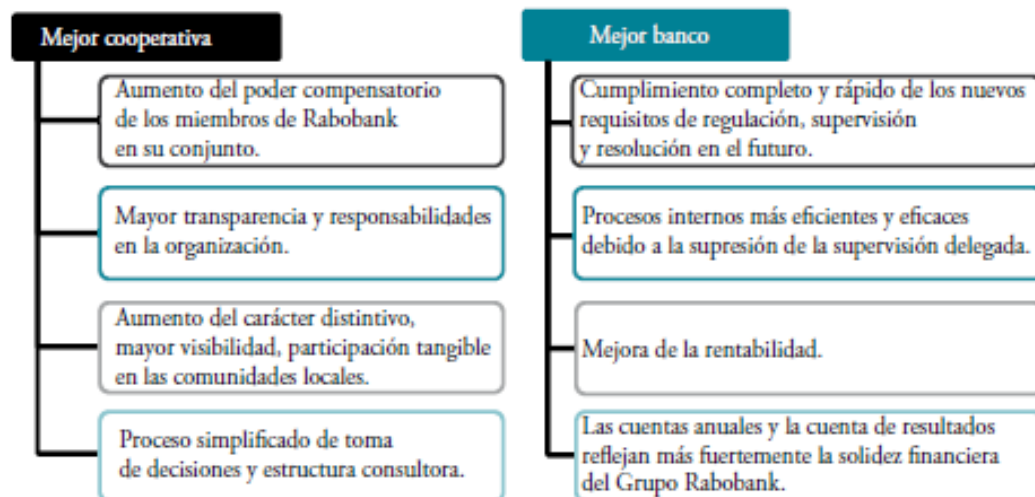 Mejor cooperativa
Aumento del poder compensatorio
de los miembros de Rabobank
en su conjunto.
Mayor transparencia y responsabilidades
en la organización.
Aumento del carácter distintivo,
mayor visibilidad, participación tangible
en las comunidades locales.
Proceso simplificado de toma
de decisiones y estructura consultora.
Mejor banco
Cumplimiento completo y rápido de los nuevos
requisitos de regulación, supervisión
y resolución en el futuro.
Procesos internos más eficientes y eficaces
debido a la supresión de la supervisión delegada.
Mejora de la rentabilidad.
Las cuentas anuales y la cuenta de resultados
reflejan más fuertemente la solidez financiera
del Grupo Rabobank.